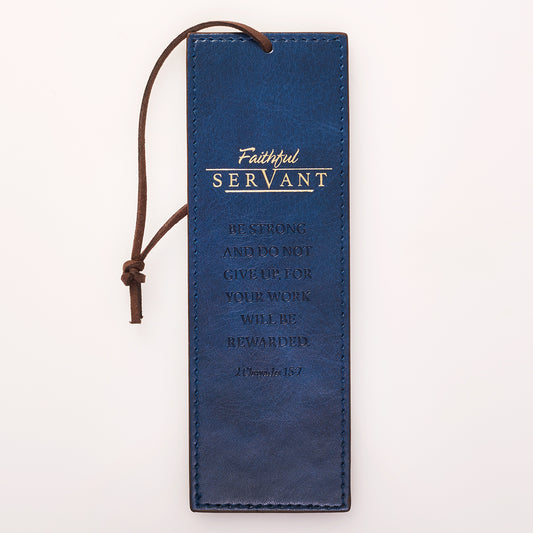 Faithful
SERVANT
BE STRONG
AND DO NOT
GIVE UP, FOR
YOUR WORK
WILL BE
REWARDED.
2 Chronicles 15:7